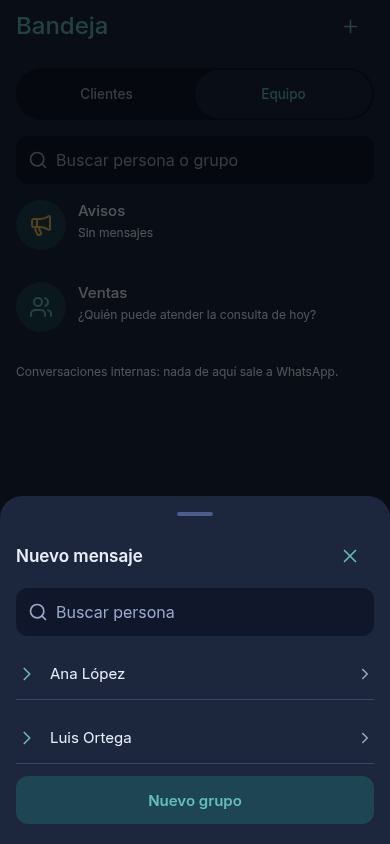 Bandeja
Clientes
Equipo
Buscar persona o grupo
Avisos
Sin mensajes
Ventas
¿Quién puede atender la consulta de hoy?
Conversaciones internas: nada de aquí sale a WhatsApp.
Nuevo mensaje
Buscar persona
Ana López
Luis Ortega
Nuevo grupo